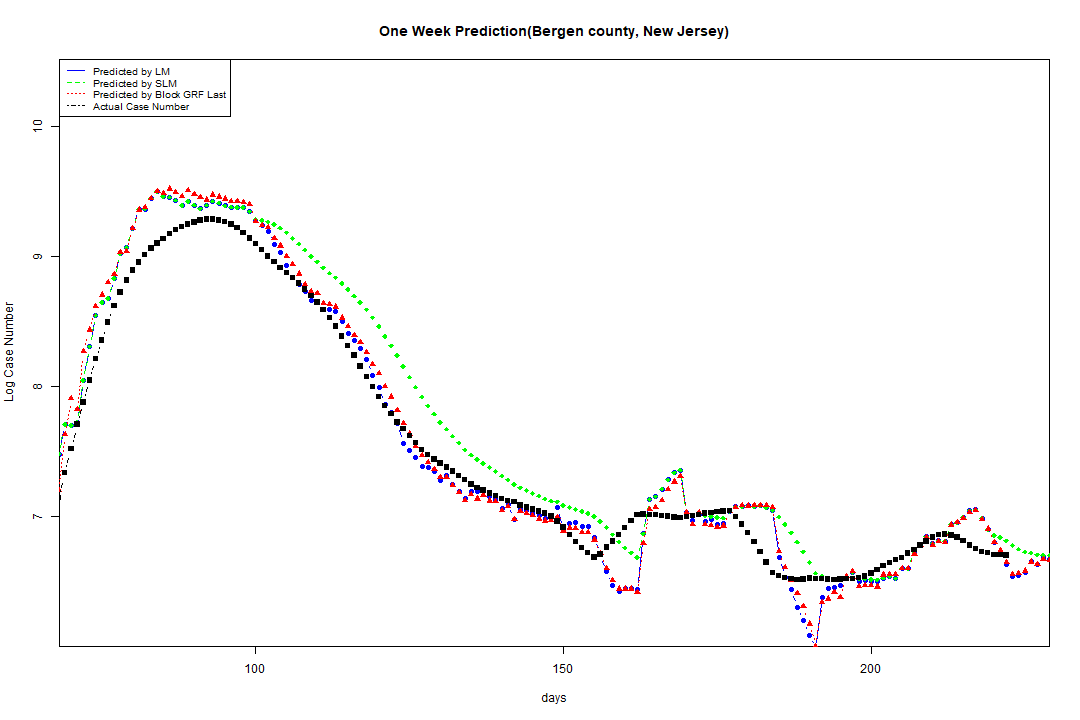 One Week Prediction(Bergen county, New Jersey)
Predicted by LM
Predicted by SLM
Predicted by Block GRF Last
Actual Case Number
10
9
8
7
Log Case Number
100
150
200
days